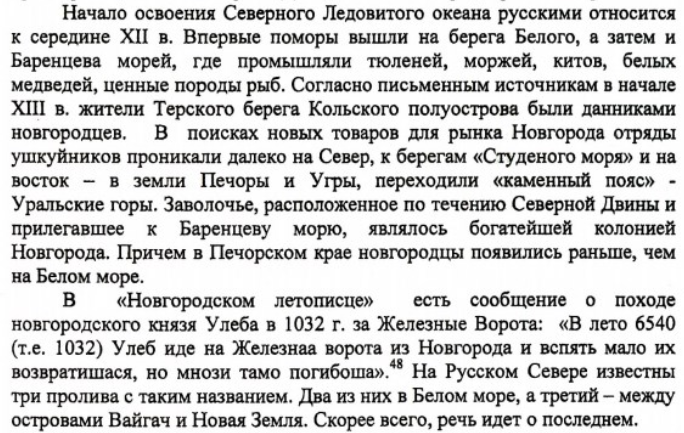 Начало освоения Северного Ледовитого океана русскими относится
к середине XII в. Впервые поморы вышли на берега Белого, а затем и
Баренцева морей, где промышляли тюленей, моржей, китов, белых
медведей, ценные породы рыб. Согласно письменным источникам в начале
XIII в. жители Терского берега Кольского полуострова были данниками
новгородцев. В поисках новых товаров для рынка Новгорода отряды
ушкуйников проникали далеко на Север, к берегам «Студеного моря» и на
восток – в земли Печоры и Угры, переходили «каменный пояс» -
Уральские горы. Заволочье, расположенное по течению Северной Двины и
прилегавшее к Баренцеву морю, являлось богатейшей колонией
Новгорода. Причем в Печорском крае новгородцы появились раньше, чем
на Белом море.
В «Новгородском летописце» есть сообщение о походе
новгородского князя Улеба в 1032 г. за Железные Ворота: «В лето 6540
(т.е. 1032) Улеб иде на Железнаа ворота из Новгорода и вспять мало их
возвратишася, но мнози тамо погибоша».48 На Русском Севере известны
три пролива с таким названием. Два из них в Белом море, а третий – между
островами Вайгач и Новая Земля. Скорее всего, речь идет о последнем.